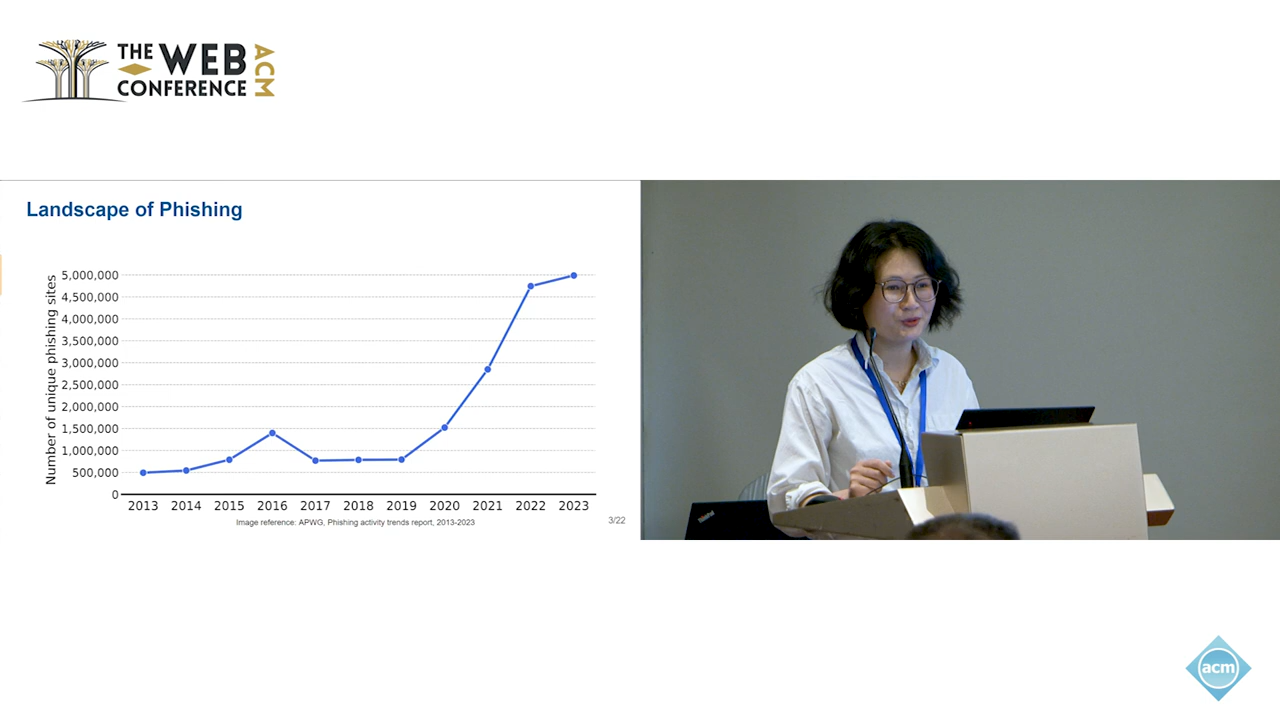 THE WEB
CONFERENCE
ACM
Landscape of Phishing
Number of unique phishing sites
5,000,000
4,500,000
4,000,000
3,500,000
3,000,000
2,500,000
2,000,000
1,500,000
1,000,000
500,000
0
2013 2014 2015 2016 2017 2018 2019 2020 2021 2022 2023
Image reference: APWG, Phishing activity trends report, 2013-2023
3/22
ThinkPad
acm